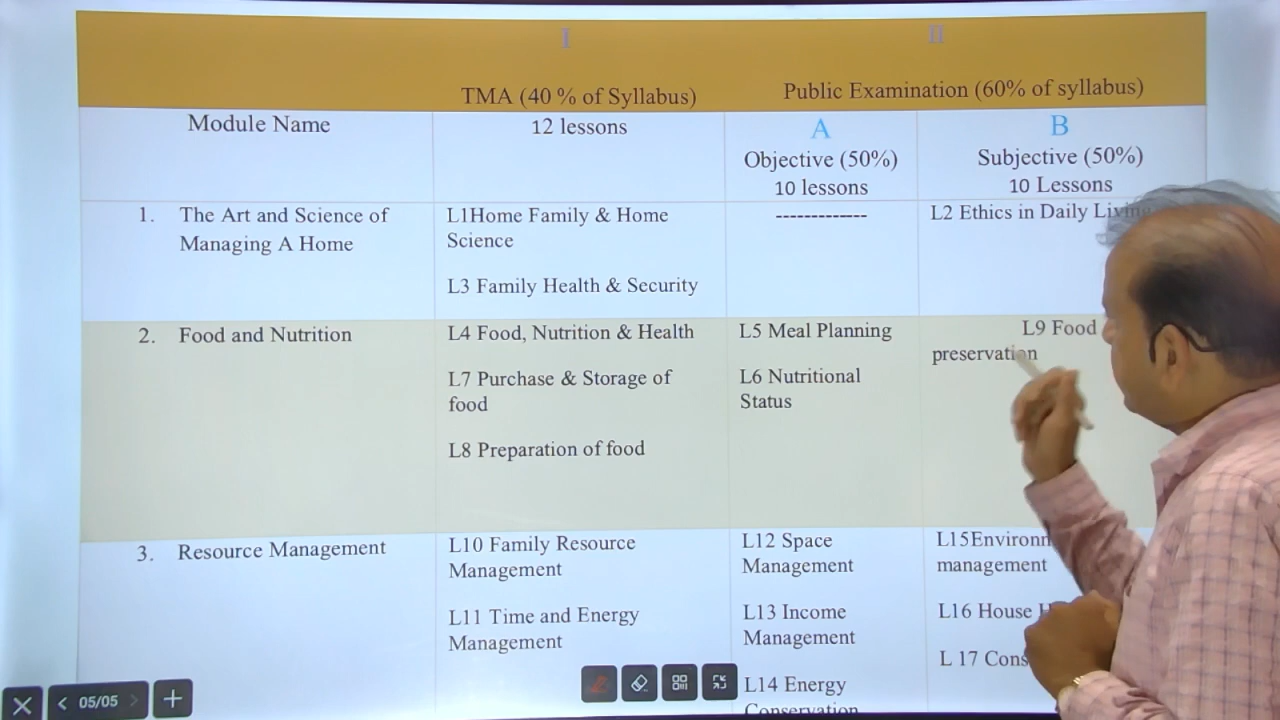 I
II
TMA (40 % of Syllabus)
Public Examination (60% of syllabus)
Module Name
12 lessons
A
Objective (50%)
10 lessons
B
Subjective (50%)
10 Lessons
1. The Art and Science of
Managing A Home
L1Home Family & Home
Science
L3 Family Health & Security
-------------
L2 Ethics in Daily Living
2. Food and Nutrition
L4 Food, Nutrition & Health
L7 Purchase & Storage of
food
L8 Preparation of food
L5 Meal Planning
L6 Nutritional
Status
L9 Food
preservation
3. Resource Management
L10 Family Resource
Management
L11 Time and Energy
Management
L12 Space
Management
L13 Income
Management
L14 Energy
Conservation
management
L16 House
L 17
05/05